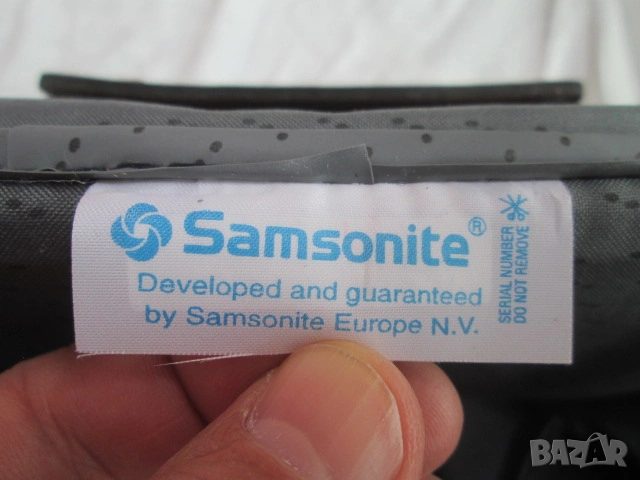 Samsonite®
Developed and guaranteed
by Samsonite Europe N.V.
SERIAL NUMBER
DO NOT REMOVE
BAZAR